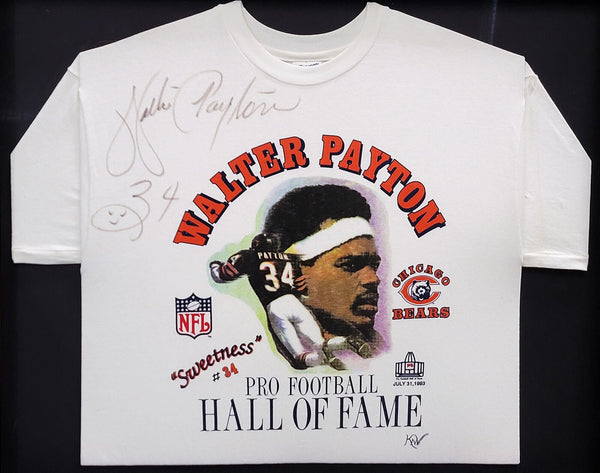 Walter Payton
34
WALTER PAYTON
PAYTON
34
CHICAGO
C
BEARS
NFL
"Sweetness"
# 34
JULY 31, 1993
PRO FOOTBALL
HALL OF FAME